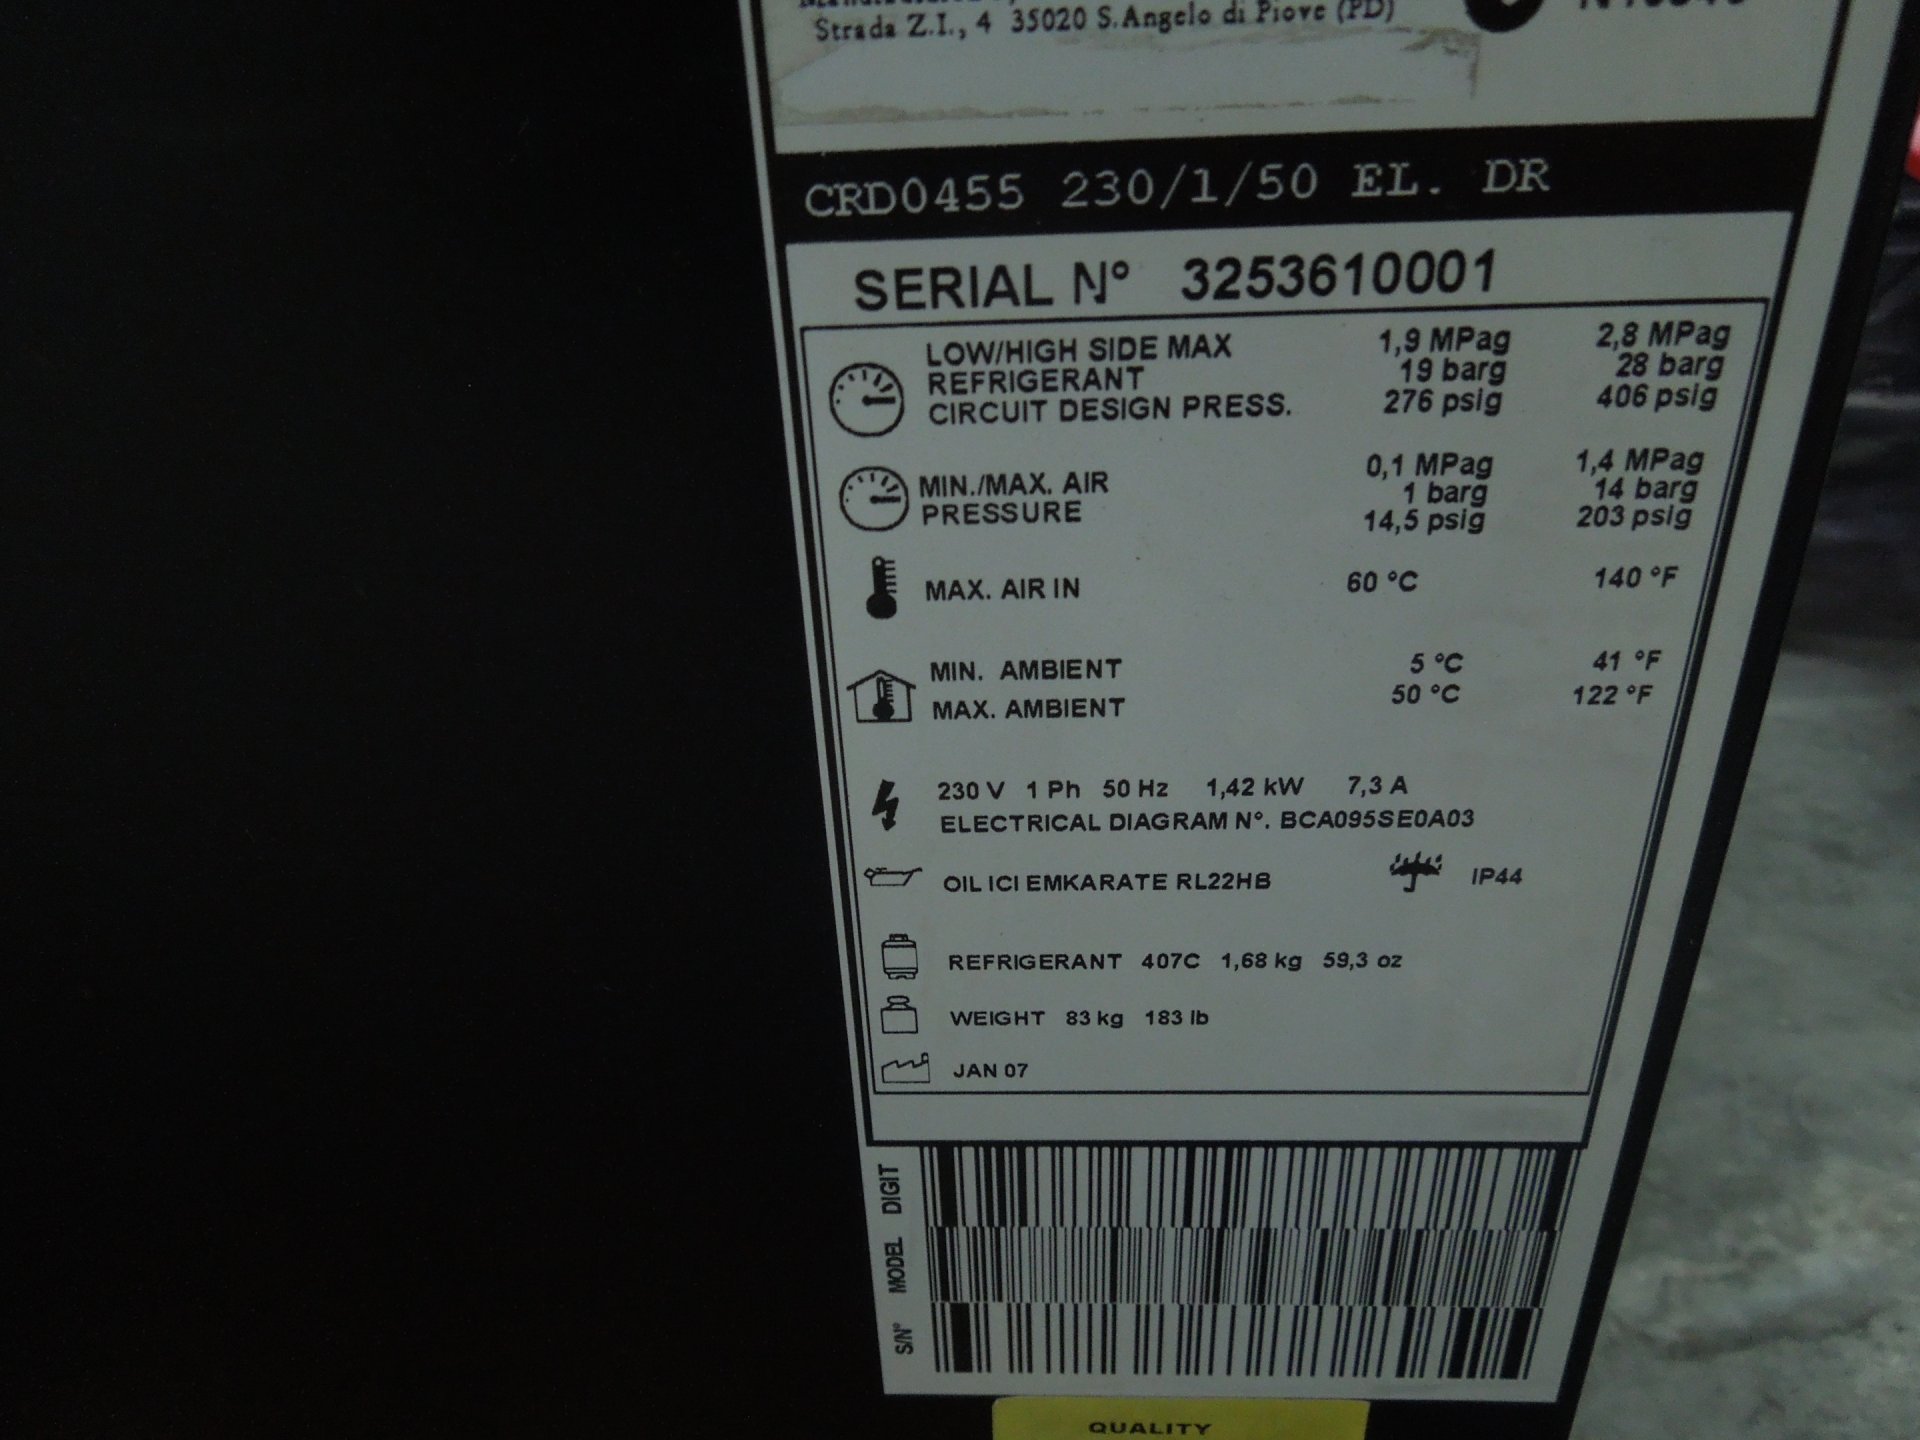 Strada Z.I., 4 35020 S.Angelo di Piove (PD)
CRD0455 230/1/50 EL. DR
SERIAL N° 3253610001
LOW/HIGH SIDE MAX 1,9 MPag 2,8 MPag
REFRIGERANT 19 barg 28 barg
CIRCUIT DESIGN PRESS. 276 psig 406 psig
0,1 MPag 1,4 MPag
MIN./MAX. AIR 1 barg 14 barg
PRESSURE 14,5 psig 203 psig
MAX. AIR IN 60 °C 140 °F
MIN. AMBIENT 5 °C 41 °F
MAX. AMBIENT 50 °C 122 °F
230 V 1 Ph 50 Hz 1,42 kW 7,3 A
ELECTRICAL DIAGRAM N°. BCA095SE0A03
OIL ICI EMKARATE RL22HB IP44
REFRIGERANT 407C 1,68 kg 59,3 oz
WEIGHT 83 kg 183 lb
JAN 07
DIGIT
MODEL
S/N°
QUALITY